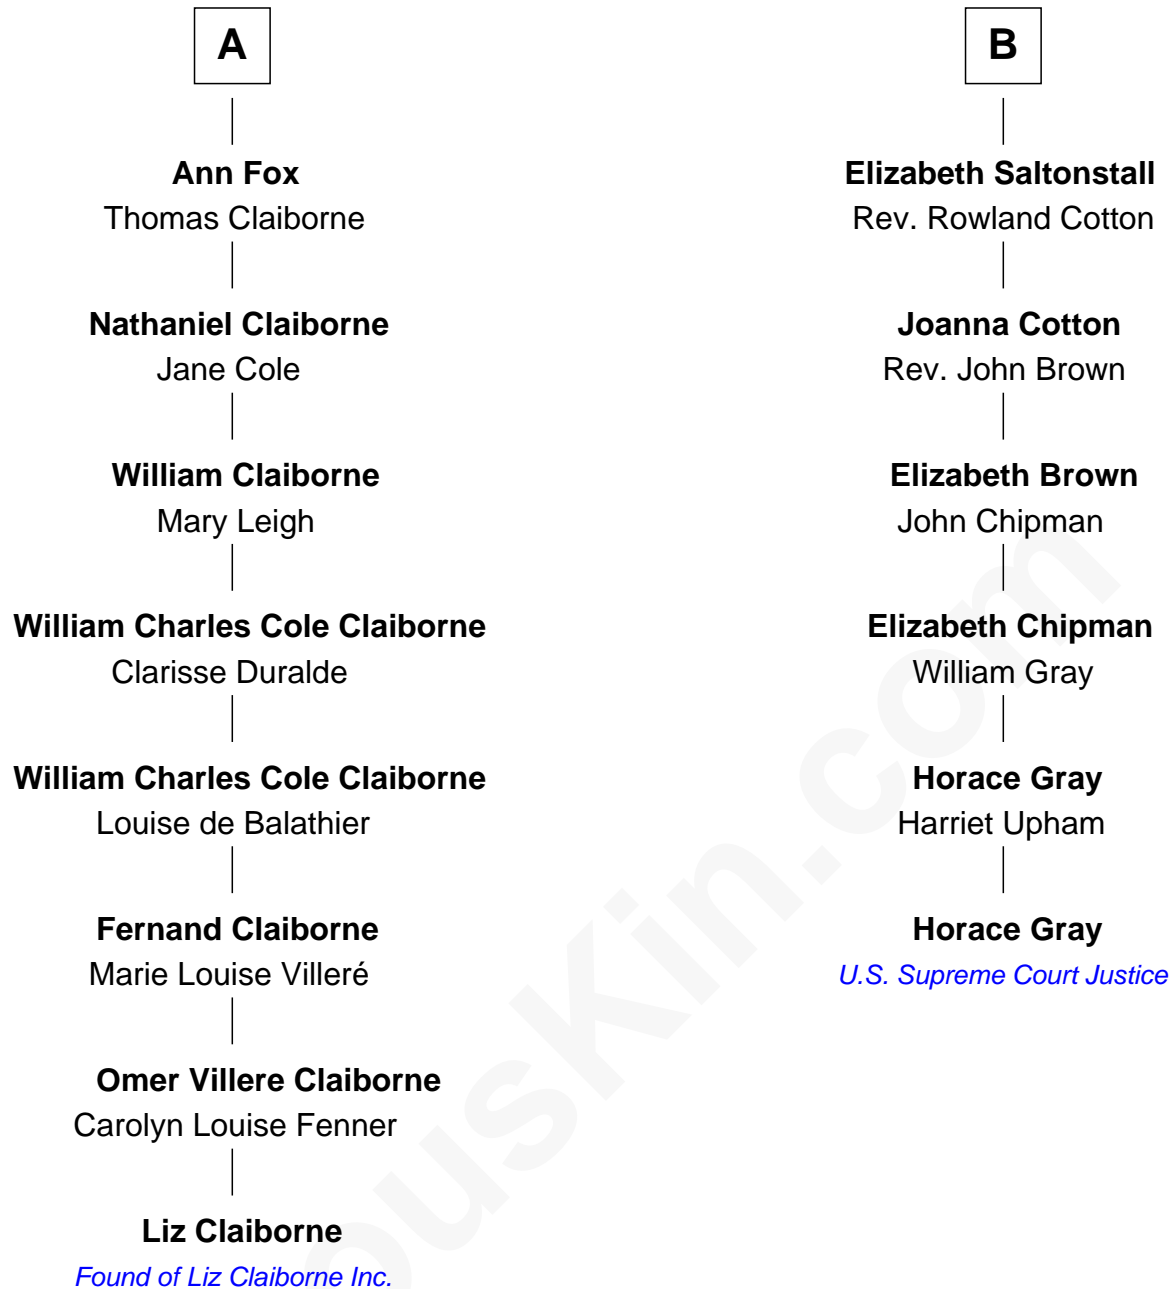 A
Ann Fox
Thomas Claiborne
Nathaniel Claiborne
Jane Cole
William Claiborne
Mary Leigh
William Charles Cole Claiborne
Clarisse Duralde
William Charles Cole Claiborne
Louise de Balathier
Fernand Claiborne
Marie Louise Villeré
Omer Villere Claiborne
Carolyn Louise Fenner
Liz Claiborne
Found of Liz Claiborne Inc.
B
Elizabeth Saltonstall
Rev. Rowland Cotton
Joanna Cotton
Rev. John Brown
Elizabeth Brown
John Chipman
Elizabeth Chipman
William Gray
Horace Gray
Harriet Upham
Horace Gray
U.S. Supreme Court Justice
ousKin.com